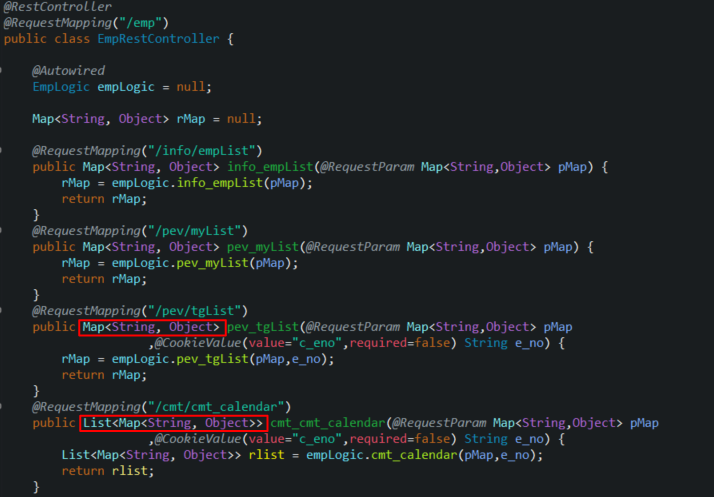 @RestController
@RequestMapping("/emp")
public class EmpRestController {
@Autowired
EmpLogic empLogic = null;
Map<String, Object> rMap = null;
@RequestMapping("/info/empList")
public Map<String, Object> info_empList(@RequestParam Map<String,Object> pMap) {
rMap = empLogic.info_empList(pMap);
return rMap;
}
@RequestMapping("/pev/myList")
public Map<String, Object> pev_myList(@RequestParam Map<String,Object> pMap) {
rMap = empLogic.pev_myList(pMap);
return rMap;
}
@RequestMapping("/pev/tgList")
public Map<String, Object> pev_tgList(@RequestParam Map<String,Object> pMap
,@CookieValue(value="c_eno",required=false) String e_no) {
rMap = empLogic.pev_tgList(pMap,e_no);
return rMap;
}
@RequestMapping("/cmt/cmt_calendar")
public List<Map<String, Object>> cmt_cmt_calendar(@RequestParam Map<String,Object> pMap
,@CookieValue(value="c_eno",required=false) String e_no) {
List<Map<String, Object>> rlist = empLogic.cmt_calendar(pMap,e_no);
return rlist;
}